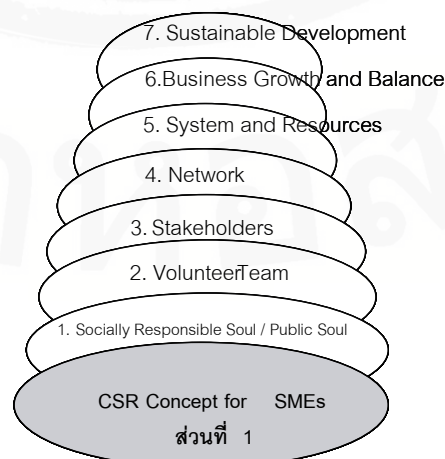 7. Sustainable Development
6.Business Growth and Balance
5. System and Resources
4. Network
3. Stakeholders
2. VolunteerTeam
1. Socially Responsible Soul / Public Soul
CSR Concept for SMEs
ส่วนที่ 1